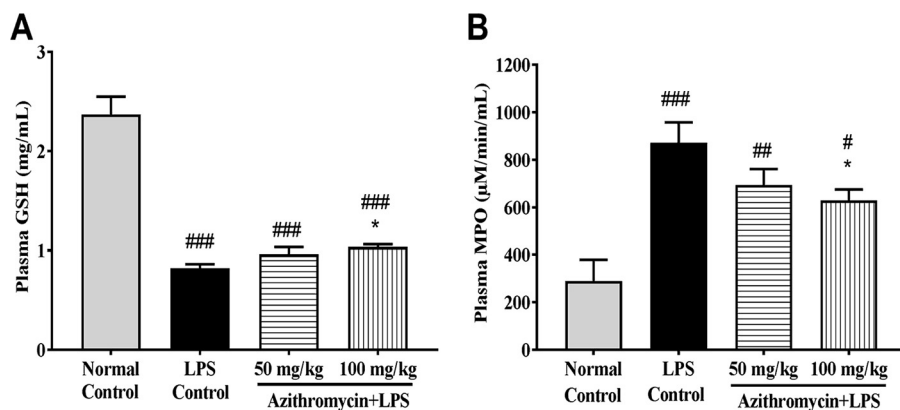 A
Plasma GSH (mg/mL)
3
2
1
0
###
###
###
*
Normal
Control
LPS
Control
50 mg/kg
100 mg/kg
Azithromycin+LPS
B
Plasma MPO (µM/min/mL)
1200
1000
800
600
400
200
0
###
##
#
*
Normal
Control
LPS
Control
50 mg/kg
100 mg/kg
Azithromycin+LPS